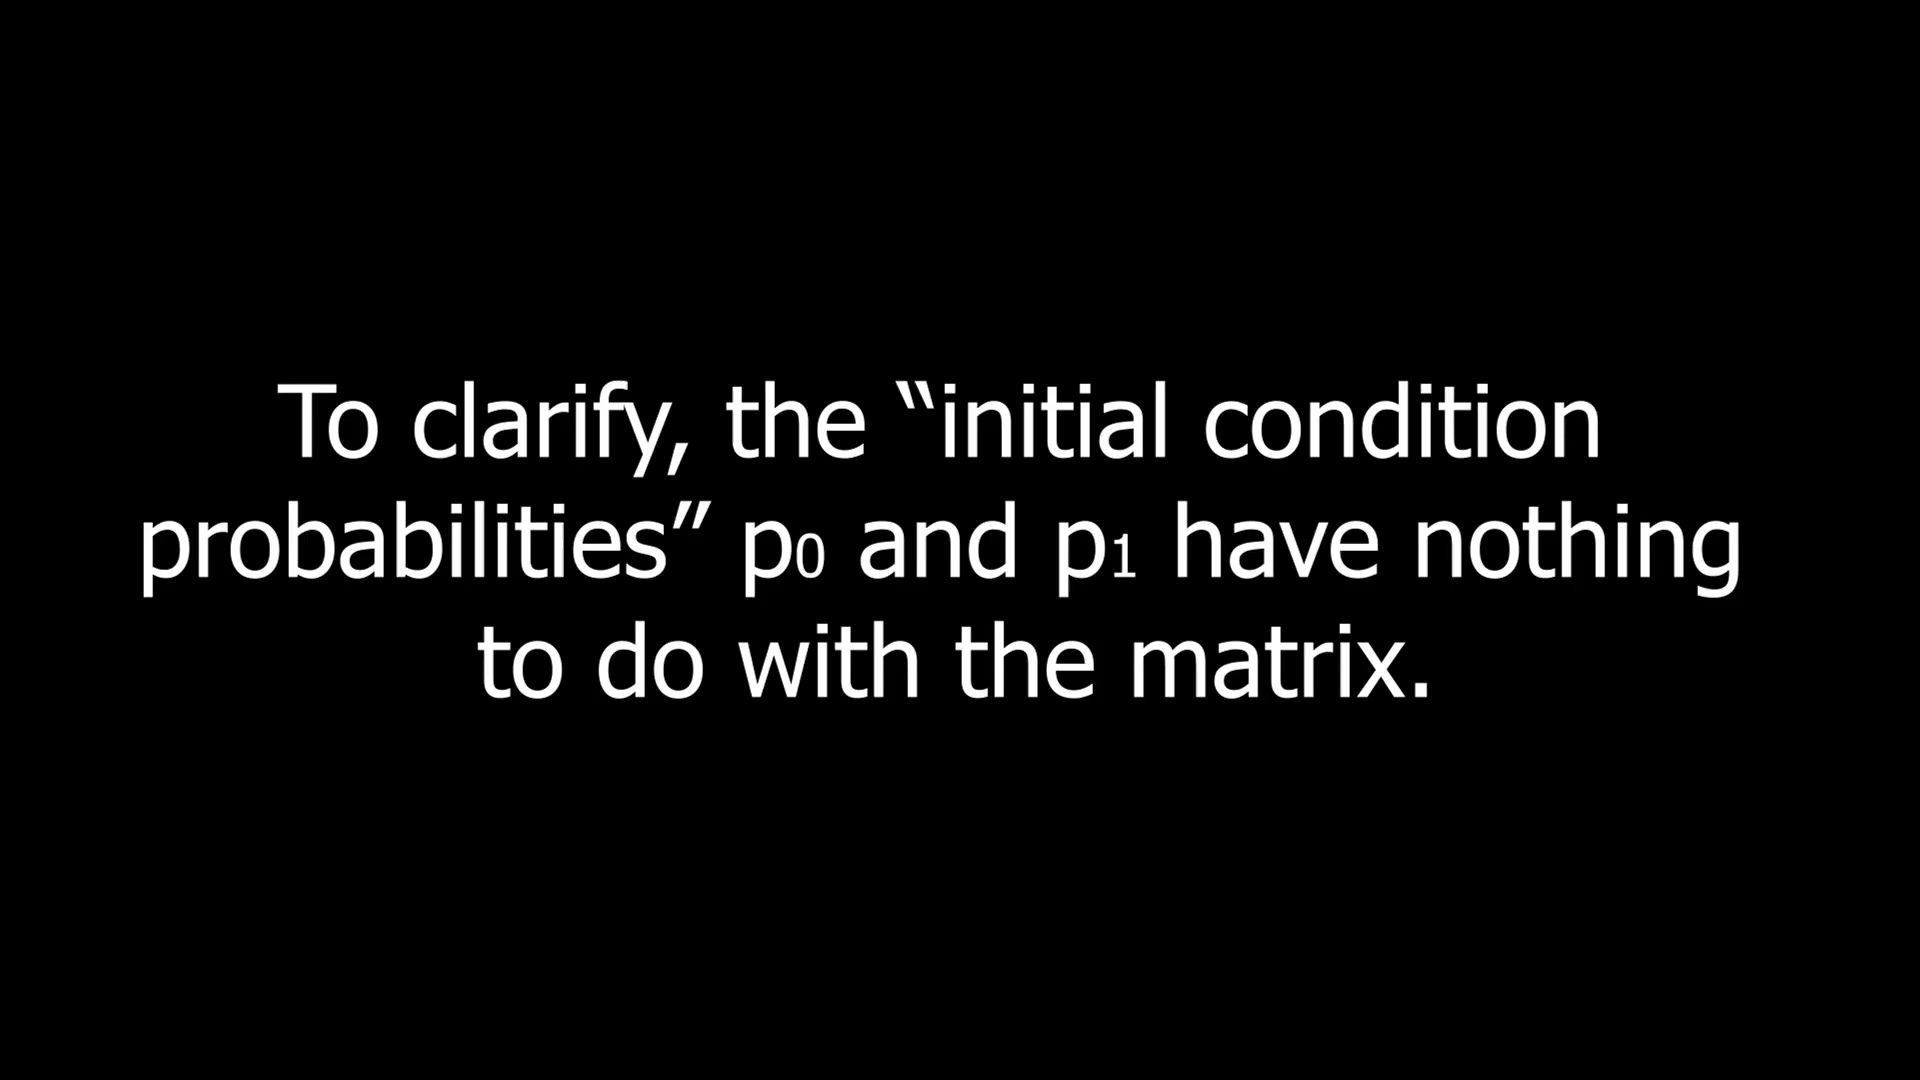 To clarify, the “initial condition
probabilities” p₀ and p₁ have nothing
to do with the matrix.